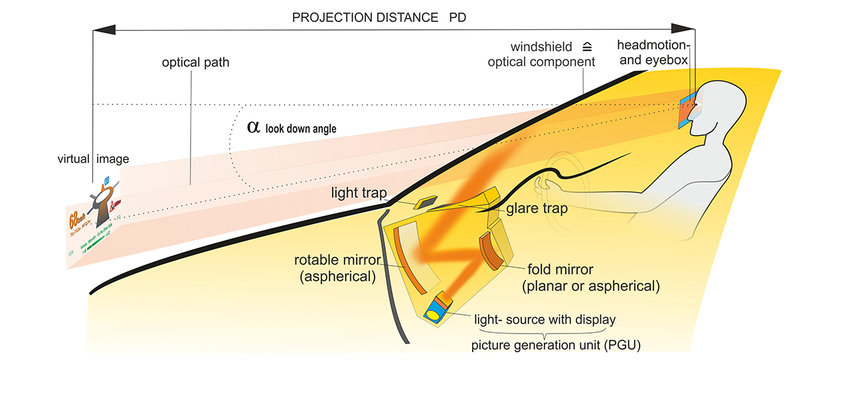 PROJECTION DISTANCE PD
windshield ≙
optical component
headmotion-
and eyebox
optical path
α look down angle
virtual image
light trap
glare trap
rotable mirror
(aspherical)
fold mirror
(planar or aspherical)
light- source with display
picture generation unit (PGU)